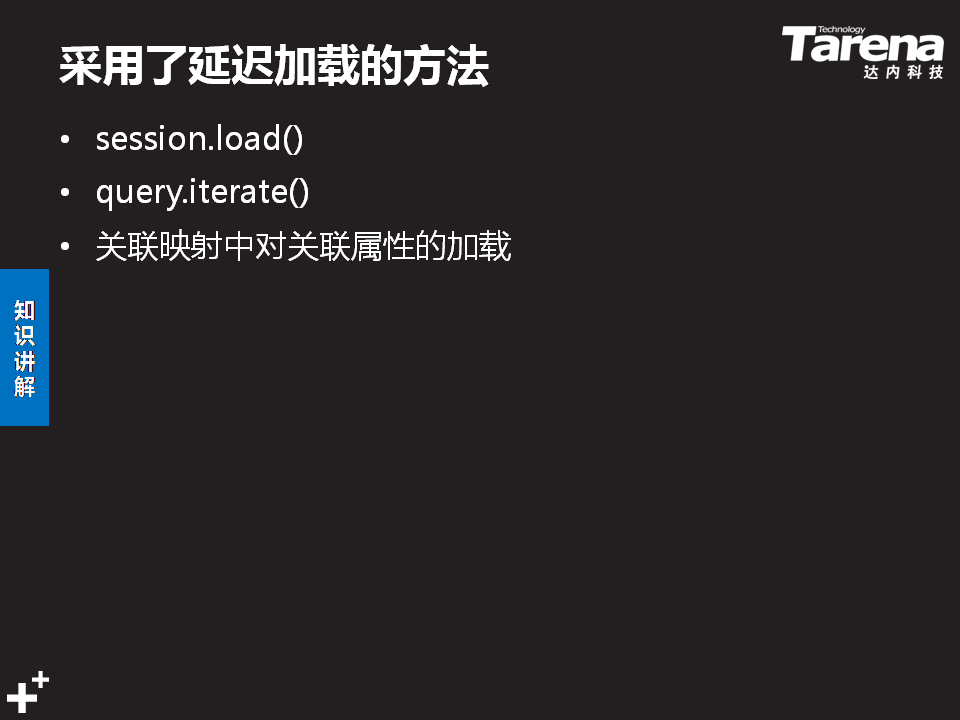 采用了延迟加载的方法
Technology
Tarena
达内科技
• session.load()
• query.iterate()
• 关联映射中对关联属性的加载
知
识
讲
解